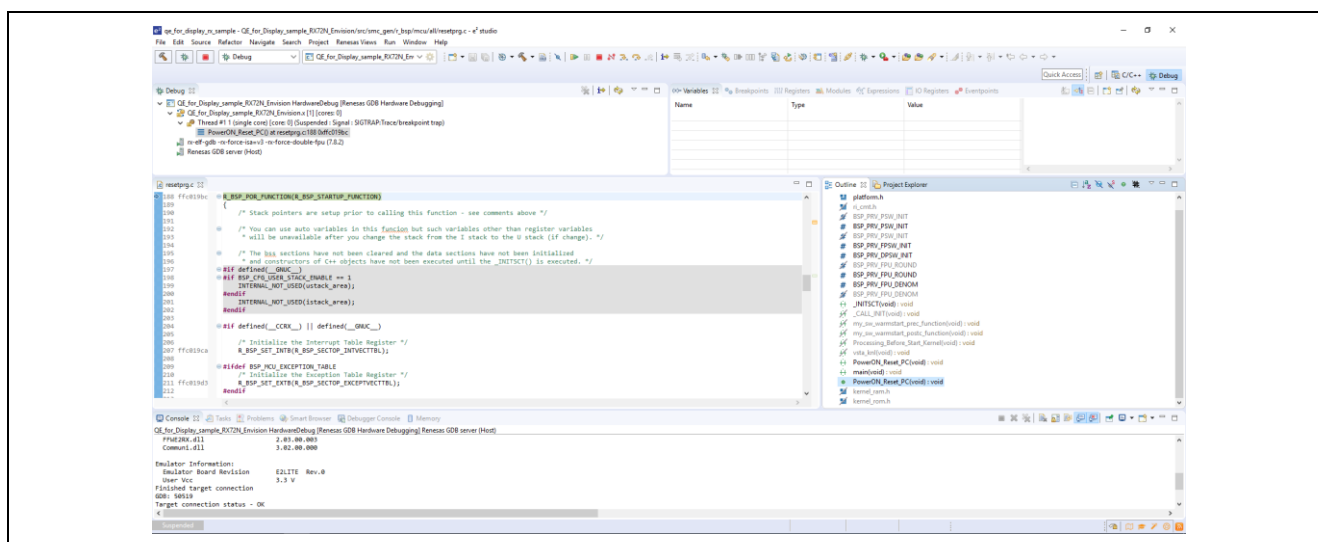 qe_for_display_rx_sample - QE_for_Display_sample_RX72N_Envision/src/smc_gen/r_bsp/mcu/all/resetprg.c - e² studio
File Edit Source Refactor Navigate Search Project Renesas Views Run Window Help
Debug
QE_for_Display_sample_RX72N_En
Quick Access
C/C++
Debug
Debug
QE_for_Display_sample_RX72N_Envision HardwareDebug [Renesas GDB Hardware Debugging]
QE_for_Display_sample_RX72N_Envision.x [1] [cores: 0]
Thread #1 1 (single core) [core: 0] (Suspended : Signal : SIGTRAP:Trace/breakpoint trap)
PowerON_Reset_PC() at resetprg.c:188 0xffc019bc
rx-elf-gdb -rx-force-isa=v3 -rx-force-double-fpu (7.8.2)
Renesas GDB server (Host)
Variables Breakpoints Registers Modules Expressions IO Registers Eventpoints
Name Type Value
resetprg.c
188 ffc019bc R_BSP_POR_FUNCTION(R_BSP_STARTUP_FUNCTION)
189 {
190 /* Stack pointers are setup prior to calling this function - see comments above */
191
192 /* You can use auto variables in this funcion but such variables other than register variables
193 * will be unavailable after you change the stack from the I stack to the U stack (if change). */
194
195 /* The bss sections have not been cleared and the data sections have not been initialized
196 * and constructors of C++ objects have not been executed until the _INITSCT() is executed. */
197 #if defined(__GNUC__)
198 #if BSP_CFG_USER_STACK_ENABLE == 1
199 INTERNAL_NOT_USED(ustack_area);
200 #endif
201 INTERNAL_NOT_USED(istack_area);
202 #endif
203
204 #if defined(__CCRX__) || defined(__GNUC__)
205
206 /* Initialize the Interrupt Table Register */
207 ffc019ca R_BSP_SET_INTB(R_BSP_SECTOP_INTVECTTBL);
208
209 #ifdef BSP_MCU_EXCEPTION_TABLE
210 /* Initialize the Exception Table Register */
211 ffc019d3 R_BSP_SET_EXTB(R_BSP_SECTOP_EXCEPTVECTTBL);
212 #endif
Outline Project Explorer
platform.h
ri_cmt.h
BSP_PRV_PSW_INIT
BSP_PRV_PSW_INIT
BSP_PRV_PSW_INIT
BSP_PRV_FPSW_INIT
BSP_PRV_DPSW_INIT
BSP_PRV_FPU_ROUND
BSP_PRV_FPU_ROUND
BSP_PRV_FPU_DENOM
BSP_PRV_FPU_DENOM
_INITSCT(void) : void
_CALL_INIT(void) : void
my_sw_warmstart_prec_function(void) : void
my_sw_warmstart_postc_function(void) : void
Processing_Before_Start_Kernel(void) : void
vsta_knl(void) : void
PowerON_Reset_PC(void) : void
main(void) : void
PowerON_Reset_PC(void) : void
kernel_ram.h
kernel_rom.h
Console Tasks Problems Smart Browser Debugger Console Memory
QE_for_Display_sample_RX72N_Envision HardwareDebug [Renesas GDB Hardware Debugging] Renesas GDB server (Host)
FFWE2RX.dll 2.03.00.003
Communi.dll 3.02.00.000
Emulator Information:
Emulator Board Revision E2LITE Rev.0
User Vcc 3.3 V
Finished target connection
GDB: 50519
Target connection status - OK
Suspended